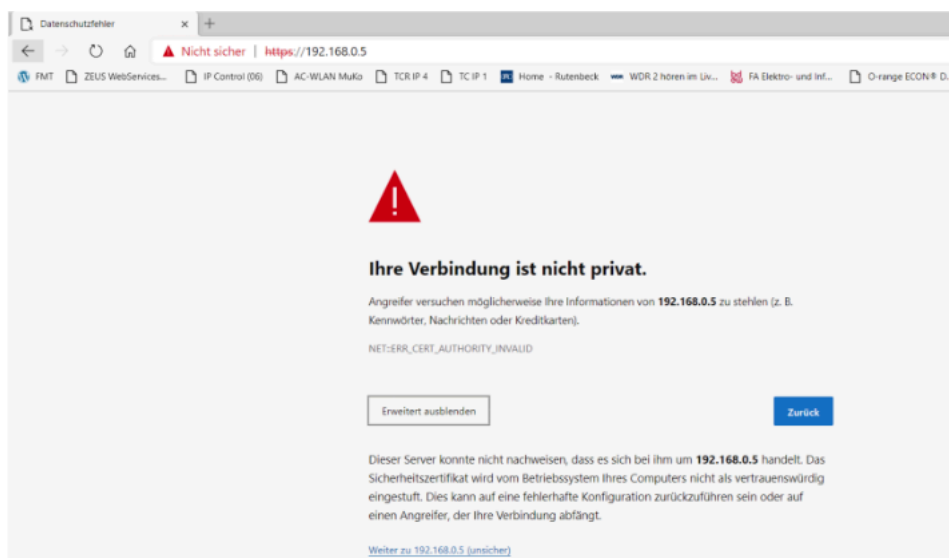 Datenschutzfehler
Nicht sicher | https://192.168.0.5
FMT ZEUS WebServices... IP Control (06) AC-WLAN MuKo TCR IP 4 TC IP 1 Home - Rutenbeck WDR 2 hören im Liv... FA Elektro- und Inf... O-range ECON® D...
Ihre Verbindung ist nicht privat.
Angreifer versuchen möglicherweise Ihre Informationen von 192.168.0.5 zu stehlen (z. B.
Kennwörter, Nachrichten oder Kreditkarten).
NET::ERR_CERT_AUTHORITY_INVALID
Erweitert ausblenden
Zurück
Dieser Server konnte nicht nachweisen, dass es sich bei ihm um 192.168.0.5 handelt. Das
Sicherheitszertifikat wird vom Betriebssystem Ihres Computers nicht als vertrauenswürdig
eingestuft. Dies kann auf eine fehlerhafte Konfiguration zurückzuführen sein oder auf
einen Angreifer, der Ihre Verbindung abfängt.
Weiter zu 192.168.0.5 (unsicher)